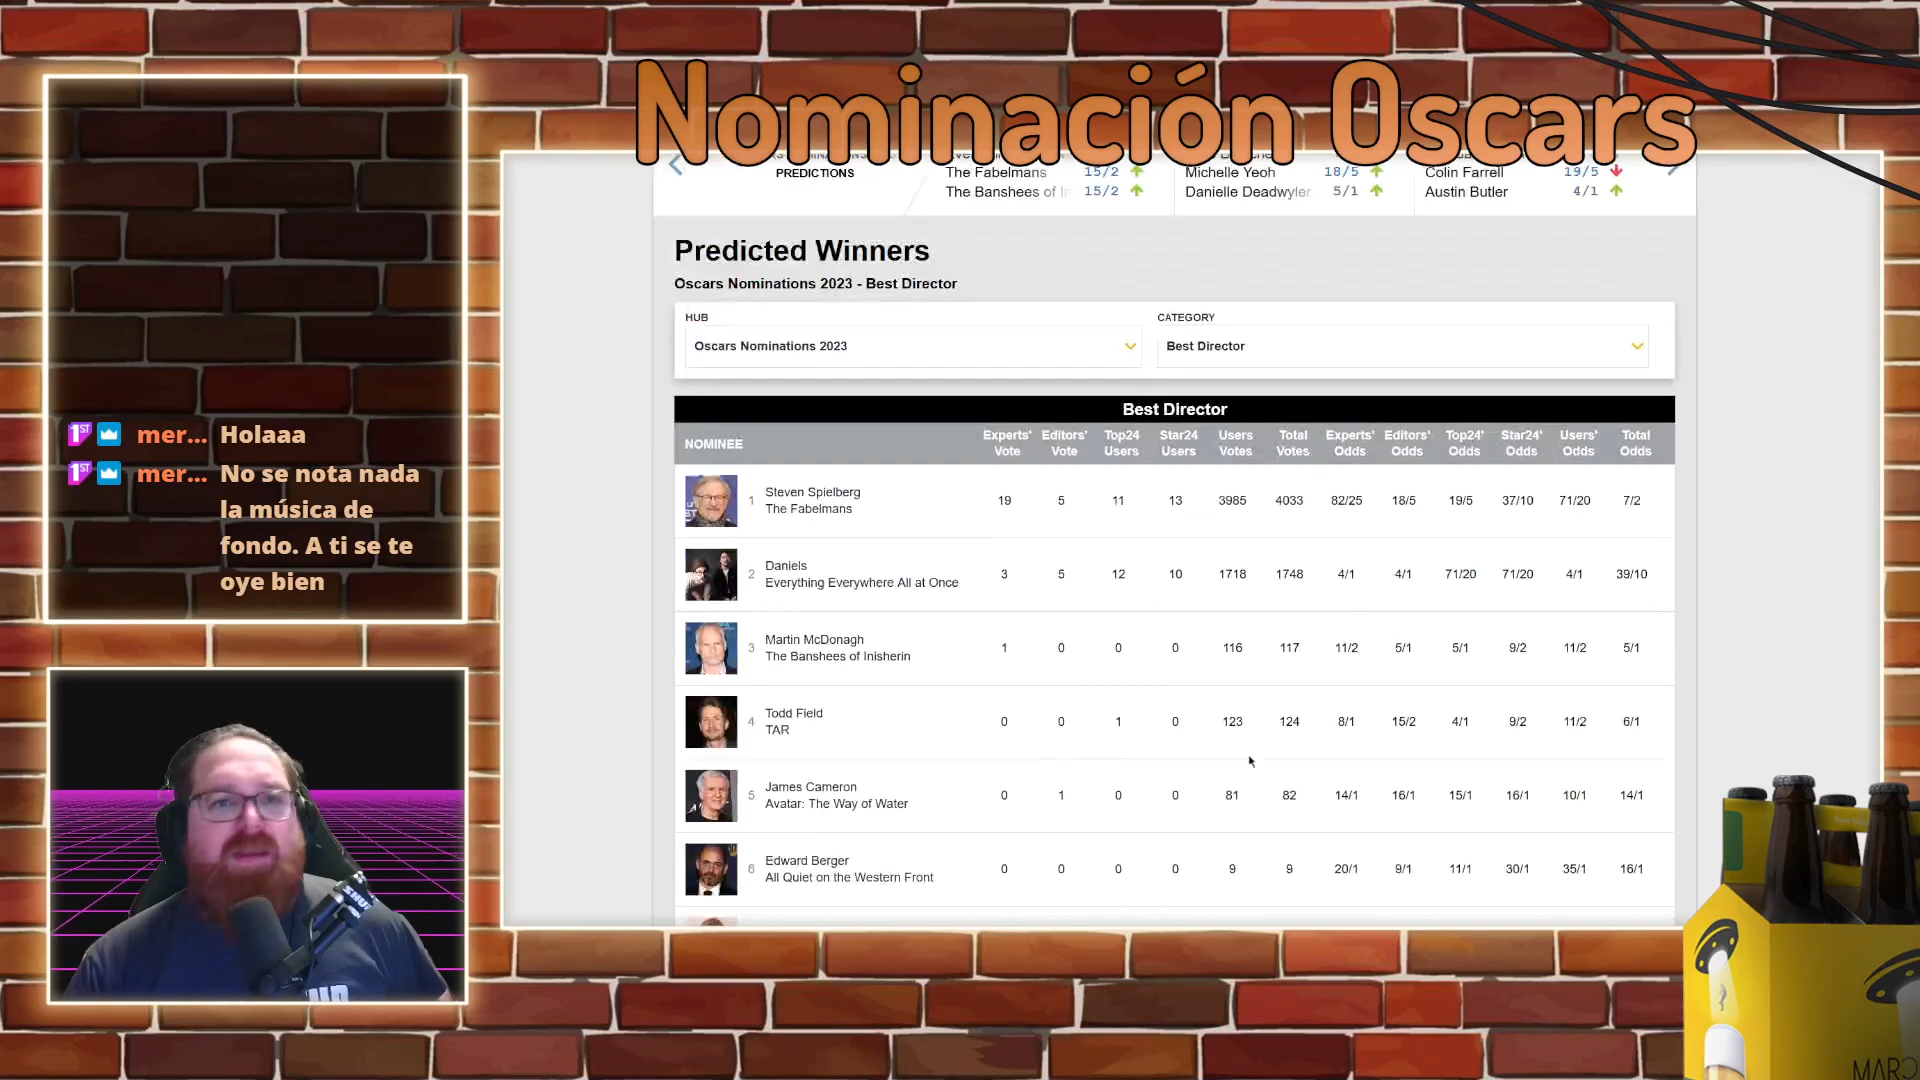 Nominación Oscars
PREDICTIONS
The Fabelmans 15/2
The Banshees of 15/2
Michelle Yeoh 18/5
Danielle Deadwyler 5/1
Colin Farrell 19/5
Austin Butler 4/1
Predicted Winners
Oscars Nominations 2023 - Best Director
HUB
Oscars Nominations 2023
CATEGORY
Best Director
Best Director
NOMINEE Experts' Vote Editors' Vote Top24 Users Star24 Users Users Votes Total Votes Experts' Odds Editors' Odds Top24' Odds Star24' Odds Users' Odds Total Odds
1 Steven Spielberg 19 5 11 13 3985 4033 82/25 18/5 19/5 37/10 71/20 7/2
The Fabelmans
2 Daniels 3 5 12 10 1718 1748 4/1 4/1 71/20 71/20 4/1 39/10
Everything Everywhere All at Once
3 Martin McDonagh 1 0 0 0 116 117 11/2 5/1 5/1 9/2 11/2 5/1
The Banshees of Inisherin
4 Todd Field 0 0 1 0 123 124 8/1 15/2 4/1 9/2 11/2 6/1
TAR
5 James Cameron 0 1 0 0 81 82 14/1 16/1 15/1 16/1 10/1 14/1
Avatar: The Way of Water
6 Edward Berger 0 0 0 0 9 9 20/1 9/1 11/1 30/1 35/1 16/1
All Quiet on the Western Front
1ST mer... Holaaa
1ST mer... No se nota nada
la música de
fondo. A ti se te
oye bien
SHURE
MARC